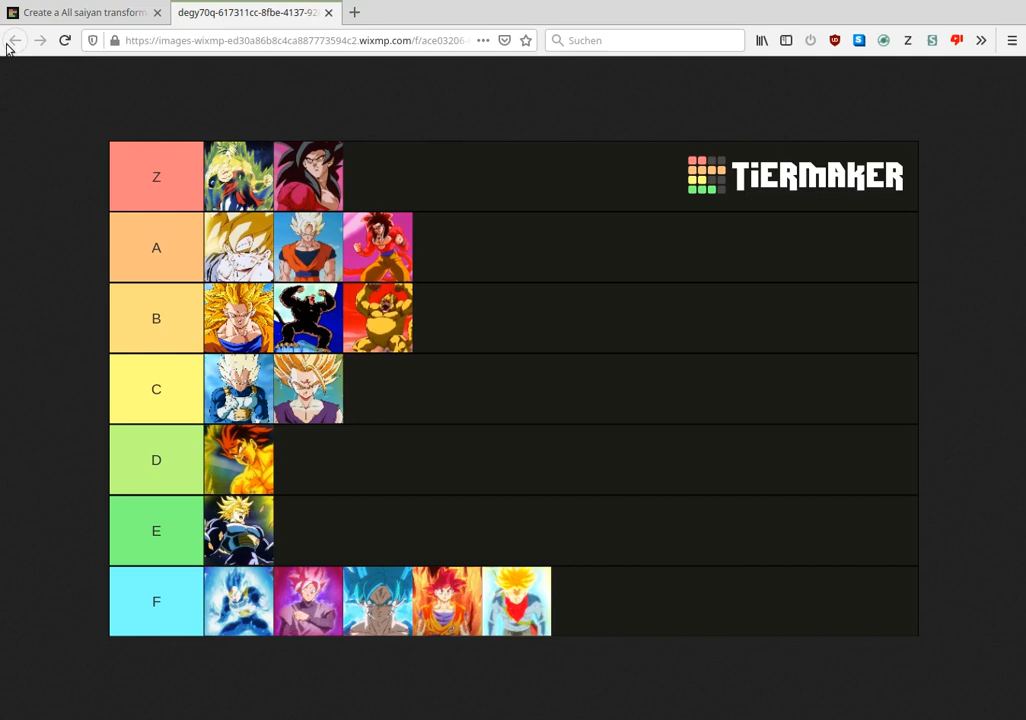 Create a All saiyan transform
degy70q-617311cc-8fbe-4137-92
https://images-wixmp-ed30a86b8c4ca887773594c2.wixmp.com/f/ace03206-
Suchen
Z
TiERMAKER
A
B
C
D
E
F